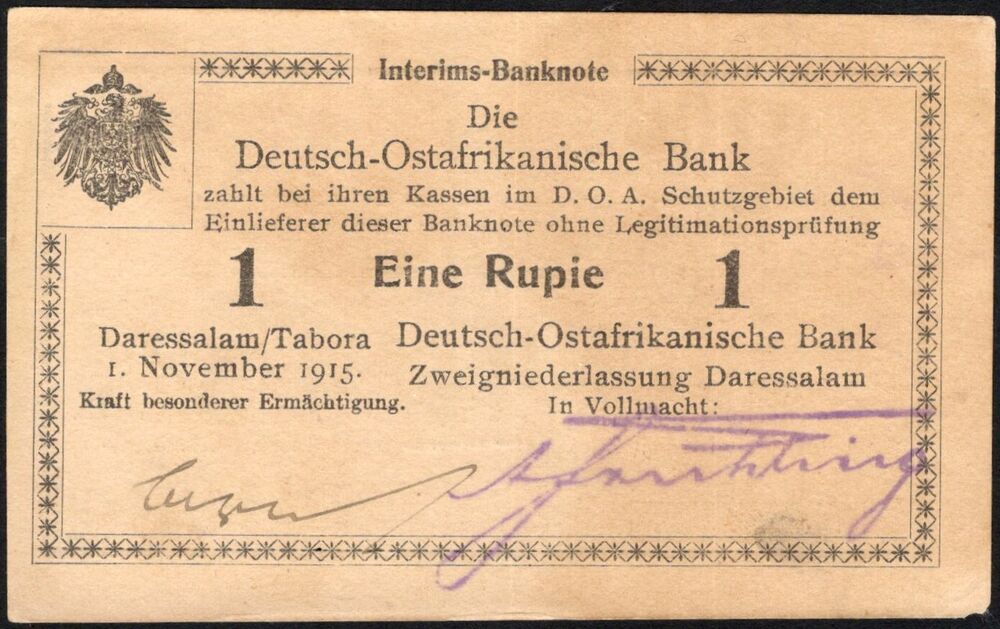 Interims-Banknote
Die
Deutsch-Ostafrikanische Bank
zahlt bei ihren Kassen im D. O. A. Schutzgebiet dem
Einlieferer dieser Banknote ohne Legitimationsprüfung
1 Eine Rupie 1
Daressalam/Tabora
1. November 1915.
Kraft besonderer Ermächtigung.
Deutsch-Ostafrikanische Bank
Zweigniederlassung Daressalam
In Vollmacht: